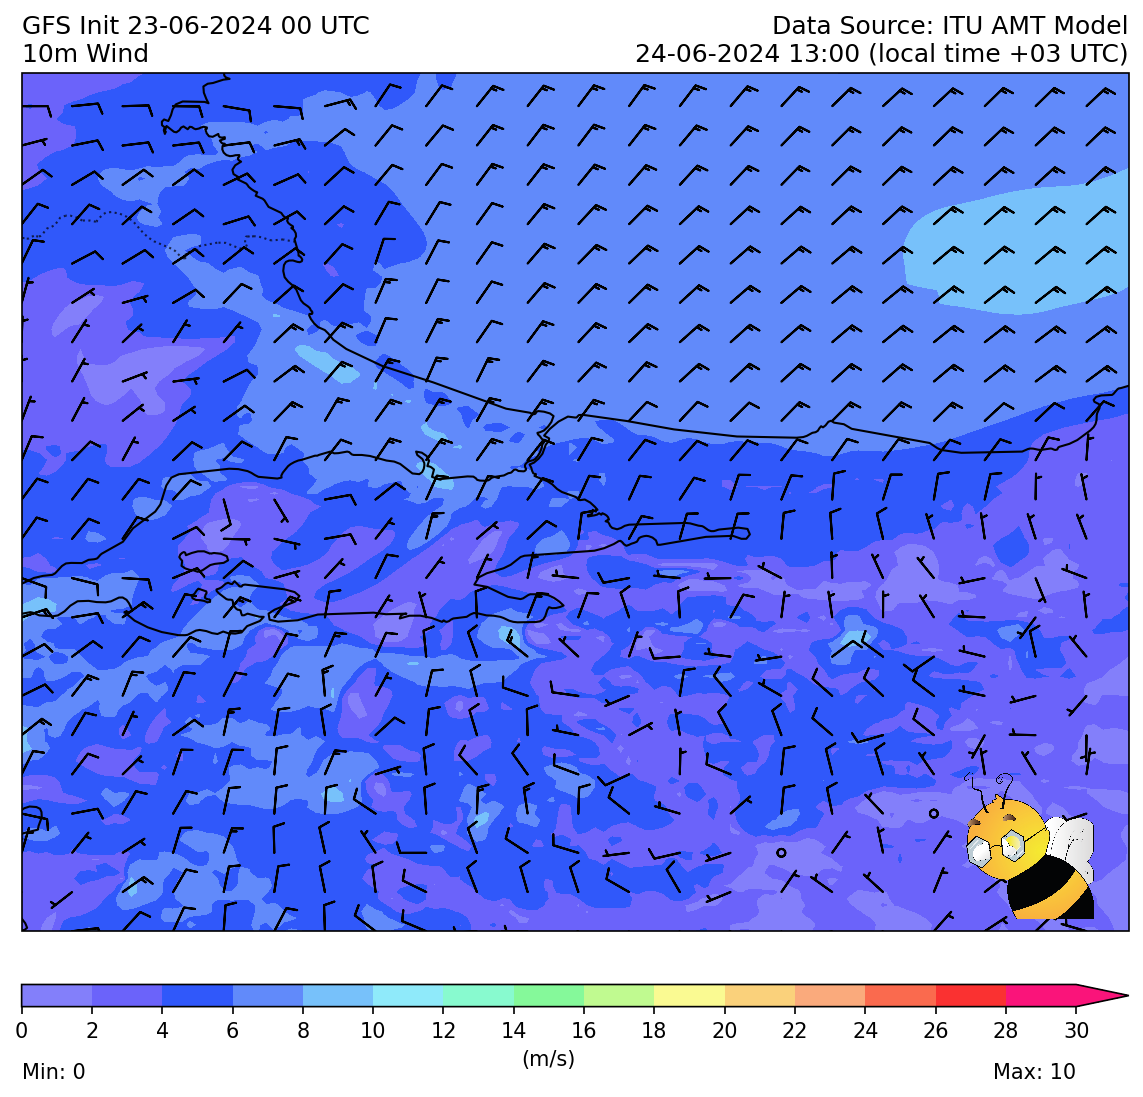 GFS Init 23-06-2024 00 UTC
Data Source: ITU AMT Model
10m Wind
24-06-2024 13:00 (local time +03 UTC)
0 2 4 6 8 10 12 14 16 18 20 22 24 26 28 30
(m/s)
Min: 0
Max: 10